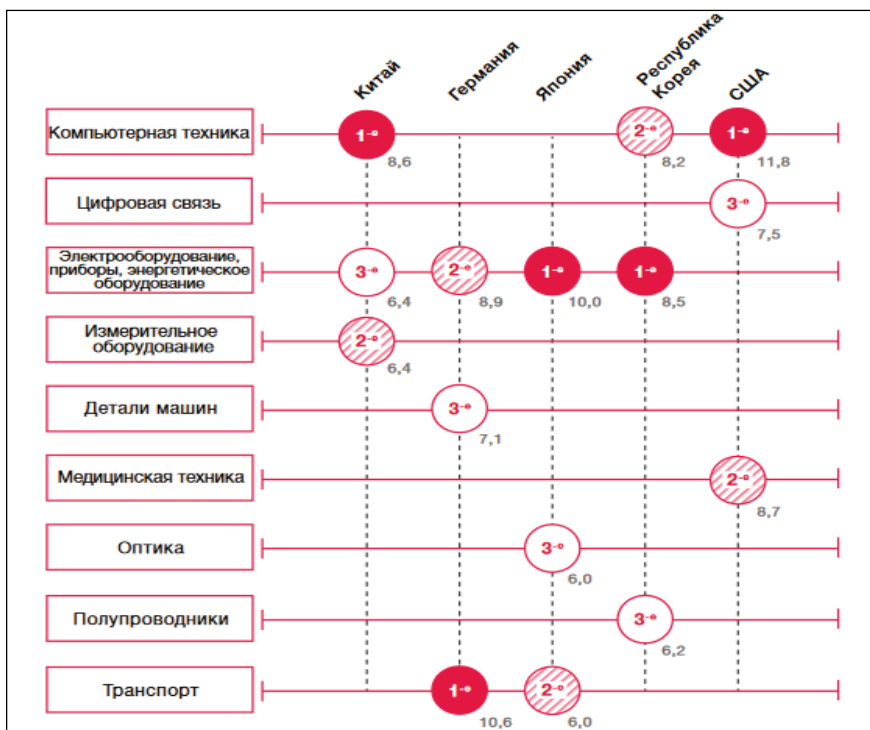 Китай
Германия
Япония
Республика
Корея
США
Компьютерная техника
1-е
8,6
2-е
8,2
1-е
11,8
Цифровая связь
3-е
7,5
Электрооборудование,
приборы, энергетическое
оборудование
3-е
6,4
2-е
8,9
1-е
10,0
1-е
8,5
Измерительное
оборудование
2-е
6,4
Детали машин
3-е
7,1
Медицинская техника
2-е
8,7
Оптика
3-е
6,0
Полупроводники
3-е
6,2
Транспорт
1-е
10,6
2-е
6,0